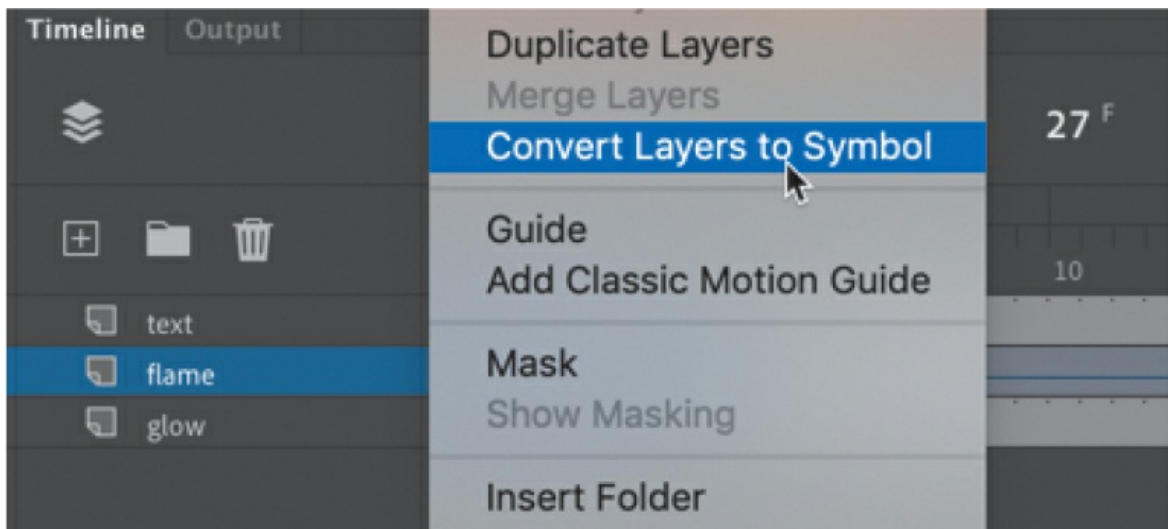 Timeline Output
Duplicate Layers
Merge Layers
Convert Layers to Symbol
27 F
Guide
Add Classic Motion Guide
10
text
flame
glow
Mask
Show Masking
Insert Folder